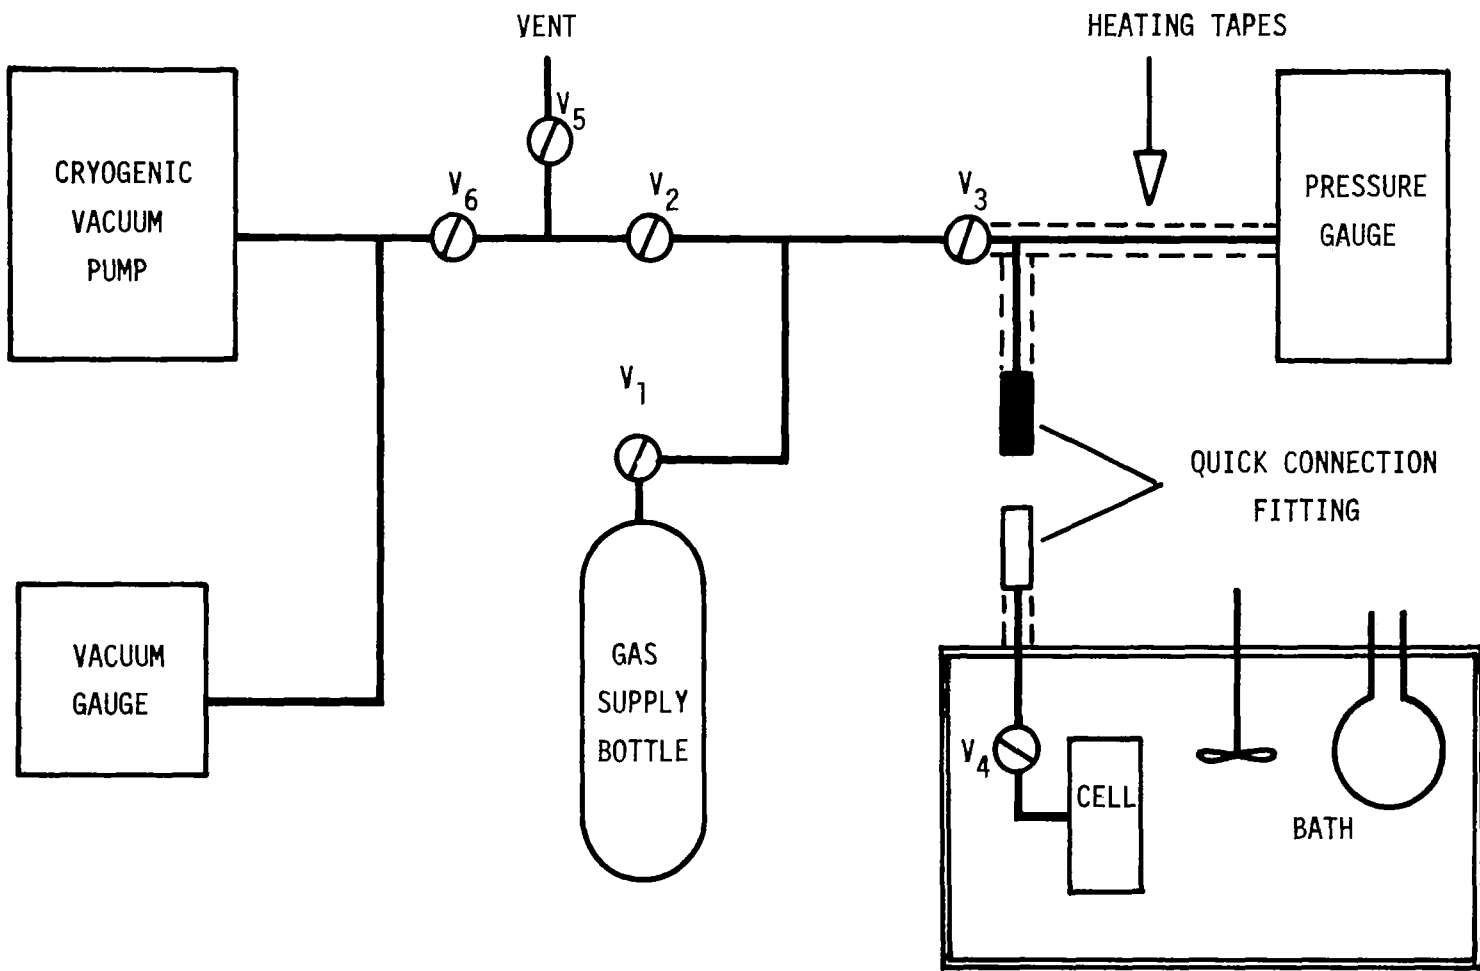 VENT
HEATING TAPES
V5
CRYOGENIC
VACUUM
PUMP
V6
V2
V3
PRESSURE
GAUGE
V1
QUICK CONNECTION
FITTING
VACUUM
GAUGE
GAS
SUPPLY
BOTTLE
V4
CELL
BATH